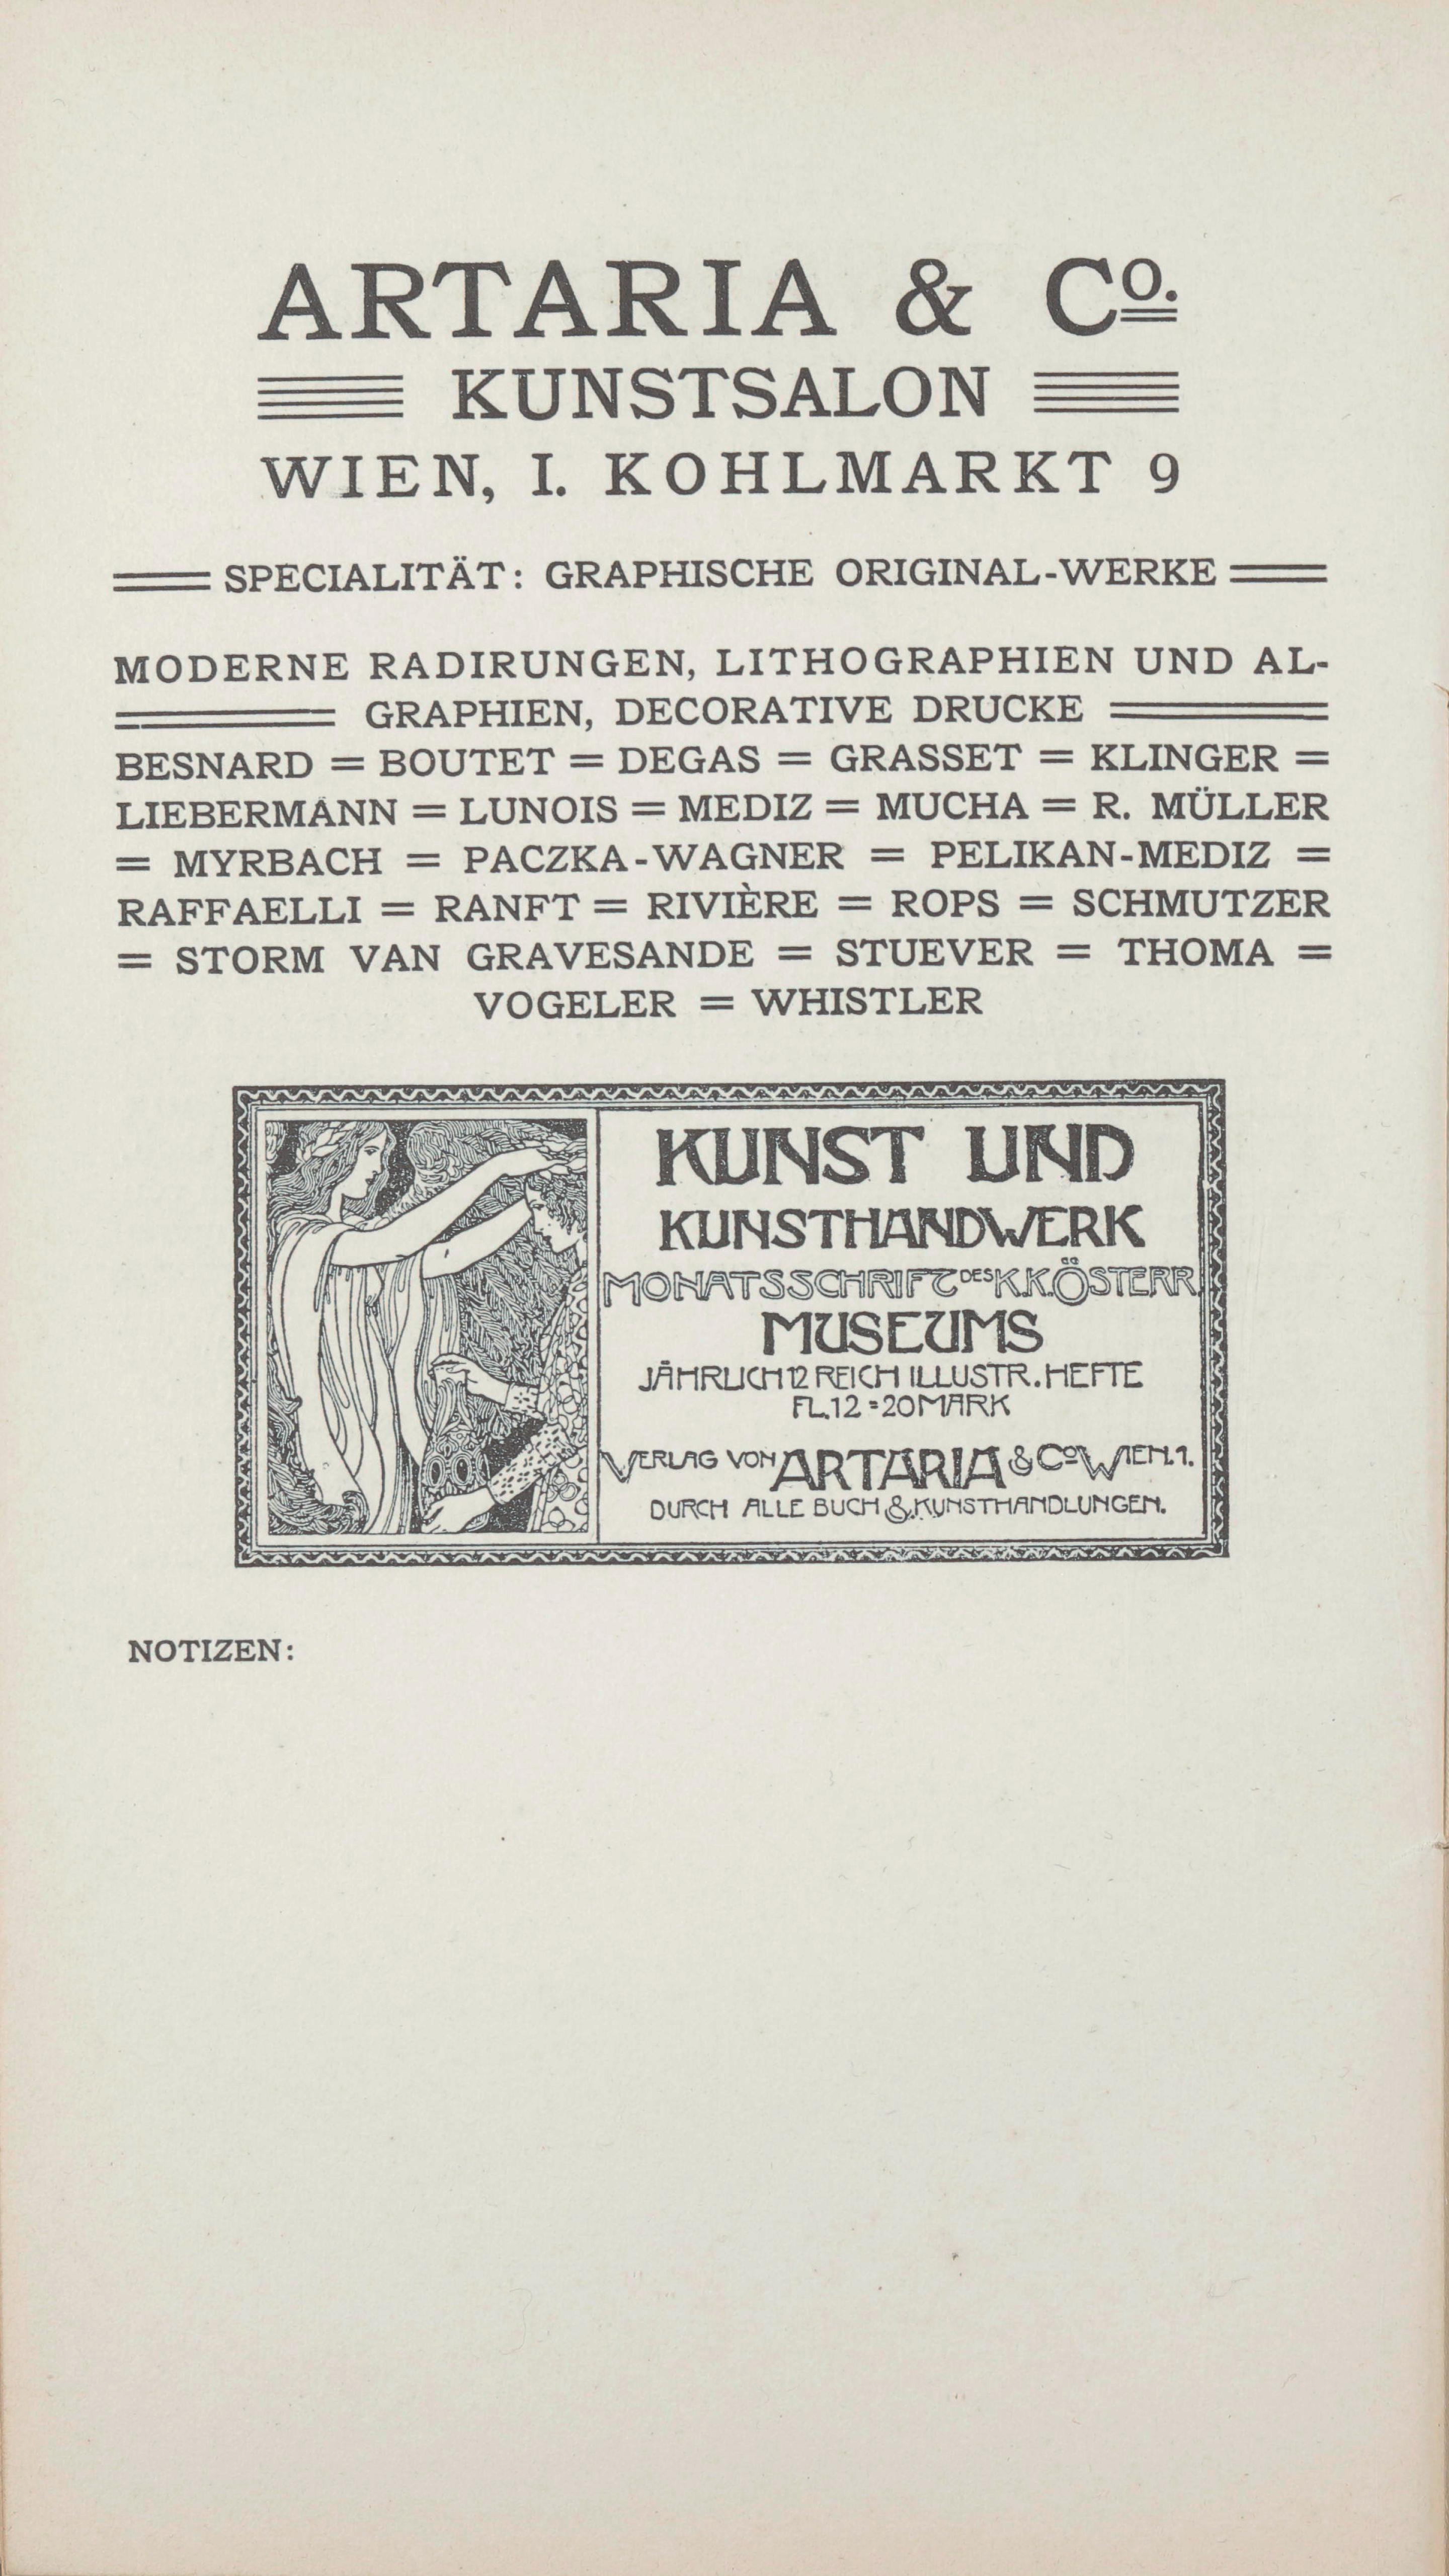 ARTARIA & Co.
KUNSTSALON
WIEN, I. KOHLMARKT 9
SPECIALITÄT: GRAPHISCHE ORIGINAL-WERKE
MODERNE RADIRUNGEN, LITHOGRAPHIEN UND AL-
GRAPHIEN, DECORATIVE DRUCKE
BESNARD = BOUTET = DEGAS = GRASSET = KLINGER =
LIEBERMANN = LUNOIS = MEDIZ = MUCHA = R. MÜLLER
= MYRBACH = PACZKA-WAGNER = PELIKAN-MEDIZ =
RAFFAELLI = RANFT = RIVIÈRE = ROPS = SCHMUTZER
= STORM VAN GRAVESANDE = STUEVER = THOMA =
VOGELER = WHISTLER
KUNST UND
KUNSTHANDWERK
MONATSSCHRIFT DES K.K.ÖSTERR.
MUSEUMS
JÄHRLICH 12 REICH ILLUSTR. HEFTE
FL.12 = 20 MARK
VERLAG VON ARTARIA & Co WIEN.1.
DURCH ALLE BUCH & KUNSTHANDLUNGEN.
NOTIZEN: